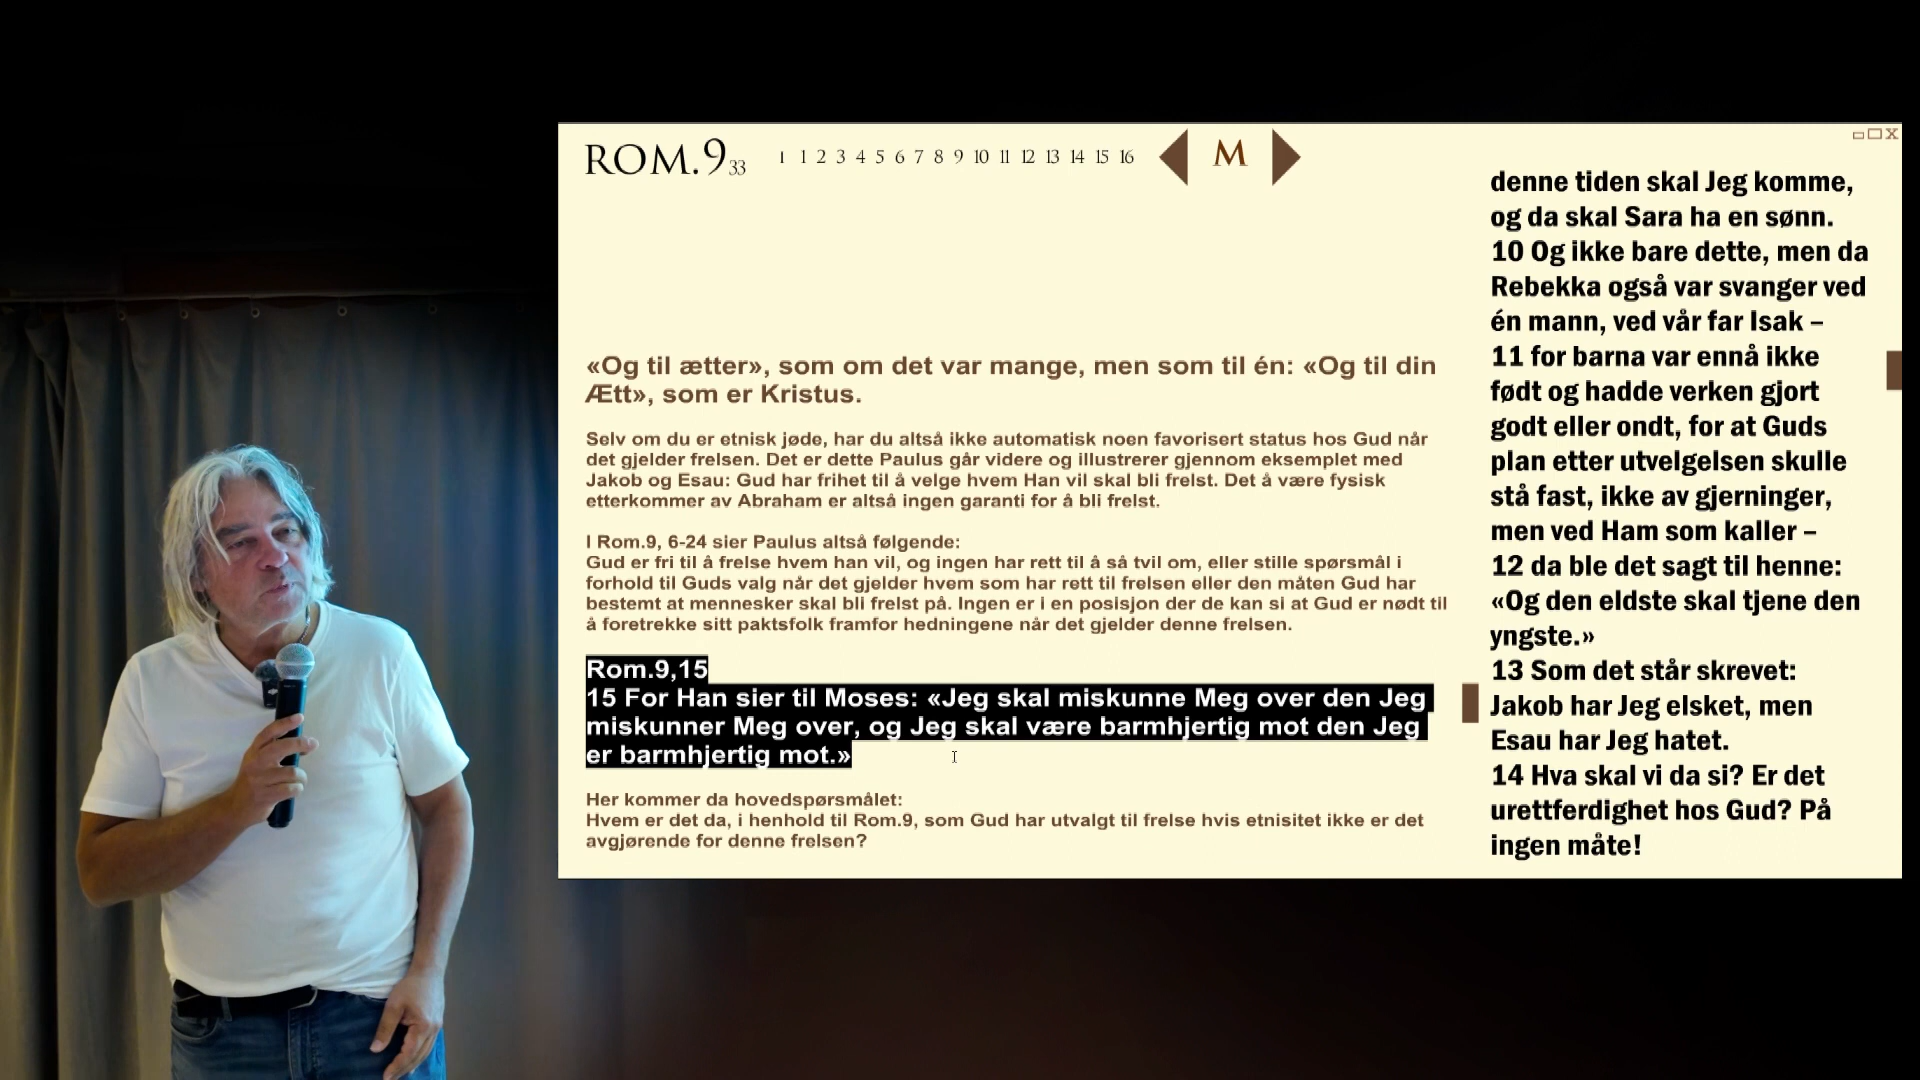 ROM.9 33
1 1 2 3 4 5 6 7 8 9 10 11 12 13 14 15 16
M
X
«Og til ætter», som om det var mange, men som til én: «Og til din
Ætt», som er Kristus.
Selv om du er etnisk jøde, har du altså ikke automatisk noen favorisert status hos Gud når
det gjelder frelsen. Det er dette Paulus går videre og illustrerer gjennom eksemplet med
Jakob og Esau: Gud har frihet til å velge hvem Han vil skal bli frelst. Det å være fysisk
etterkommer av Abraham er altså ingen garanti for å bli frelst.
I Rom.9, 6-24 sier Paulus altså følgende:
Gud er fri til å frelse hvem han vil, og ingen har rett til å så tvil om, eller stille spørsmål i
forhold til Guds valg når det gjelder hvem som har rett til frelsen eller den måten Gud har
bestemt at mennesker skal bli frelst på. Ingen er i en posisjon der de kan si at Gud er nødt til
å foretrekke sitt paktsfolk framfor hedningene når det gjelder denne frelsen.
Rom.9,15
15 For Han sier til Moses: «Jeg skal miskunne Meg over den Jeg
miskunner Meg over, og Jeg skal være barmhjertig mot den Jeg
er barmhjertig mot.»
Her kommer da hovedspørsmålet:
Hvem er det da, i henhold til Rom.9, som Gud har utvalgt til frelse hvis etnisitet ikke er det
avgjørende for denne frelsen?
denne tiden skal Jeg komme,
og da skal Sara ha en sønn.
10 Og ikke bare dette, men da
Rebekka også var svanger ved
én mann, ved vår far Isak –
11 for barna var ennå ikke
født og hadde verken gjort
godt eller ondt, for at Guds
plan etter utvelgelsen skulle
stå fast, ikke av gjerninger,
men ved Ham som kaller –
12 da ble det sagt til henne:
«Og den eldste skal tjene den
yngste.»
13 Som det står skrevet:
Jakob har Jeg elsket, men
Esau har Jeg hatet.
14 Hva skal vi da si? Er det
urettferdighet hos Gud? På
ingen måte!